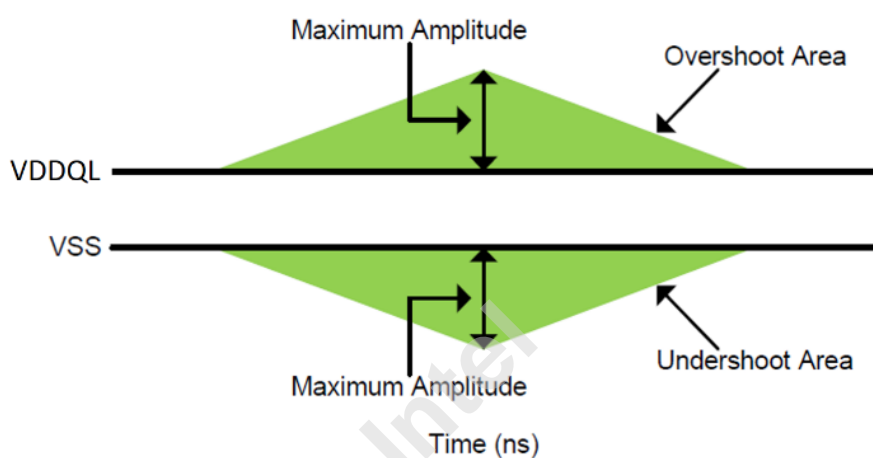 Maximum Amplitude
Overshoot Area
VDDQL
VSS
Maximum Amplitude
Undershoot Area
Intel
Time (ns)